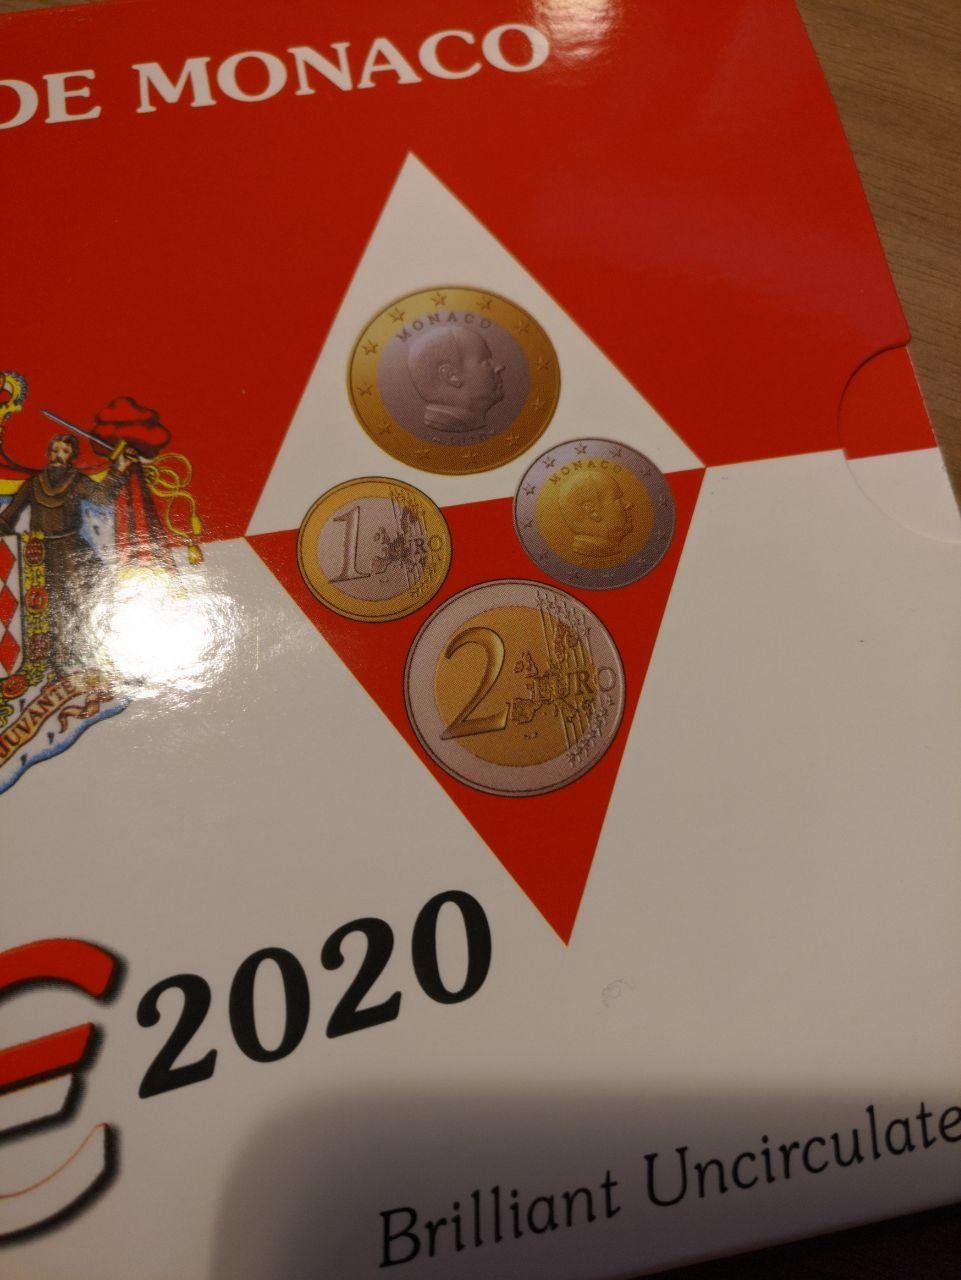 DE MONACO
MONACO
MONACO
1 EURO
2 EURO
JUVANTE
€2020
Brilliant Uncirculate